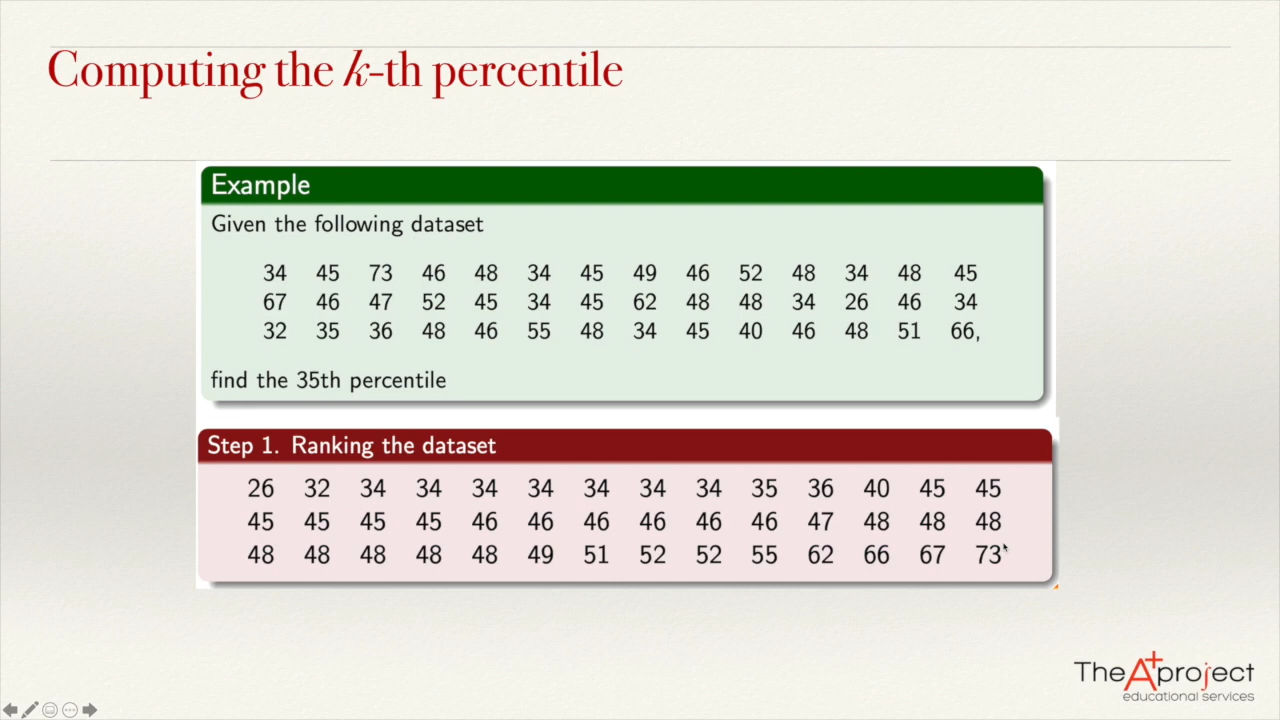 Computing the k-th percentile
Example
Given the following dataset
34 45 73 46 48 34 45 49 46 52 48 34 48 45
67 46 47 52 45 34 45 62 48 48 34 26 46 34
32 35 36 48 46 55 48 34 45 40 46 48 51 66,
find the 35th percentile
Step 1. Ranking the dataset
26 32 34 34 34 34 34 34 34 35 36 40 45 45
45 45 45 45 46 46 46 46 46 46 47 48 48 48
48 48 48 48 48 49 51 52 52 55 62 66 67 73
The A+ project
educational services